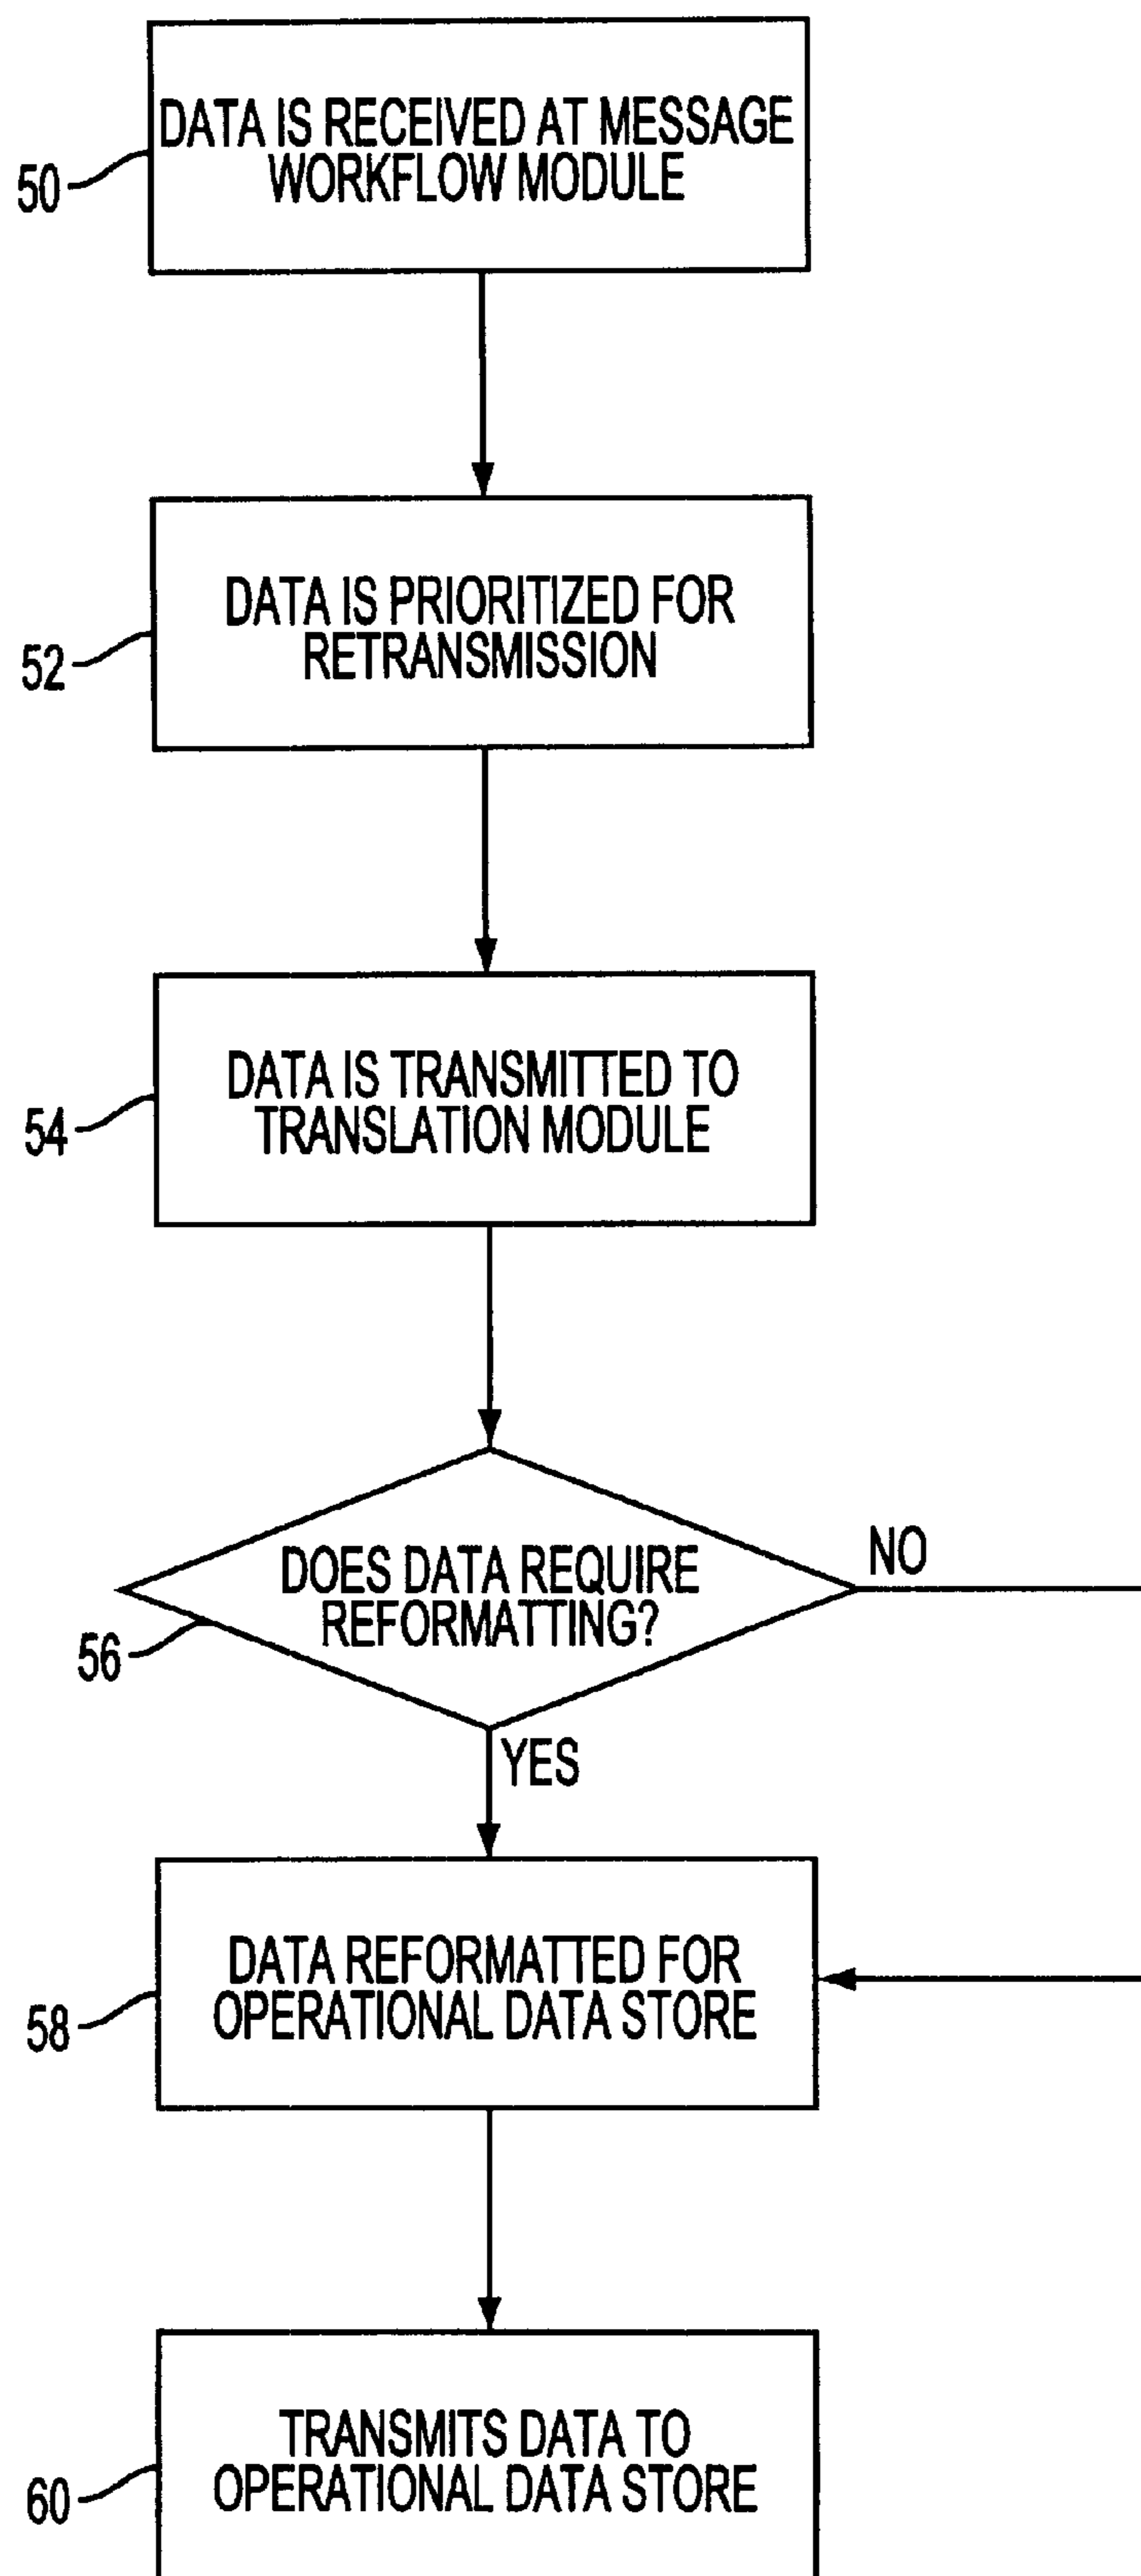 DATA IS RECEIVED AT MESSAGE
WORKFLOW MODULE
50
DATA IS PRIORITIZED FOR
RETRANSMISSION
52
DATA IS TRANSMITTED TO
TRANSLATION MODULE
54
DOES DATA REQUIRE
REFORMATTING?
NO
56
YES
DATA REFORMATTED FOR
OPERATIONAL DATA STORE
58
TRANSMITS DATA TO
OPERATIONAL DATA STORE
60